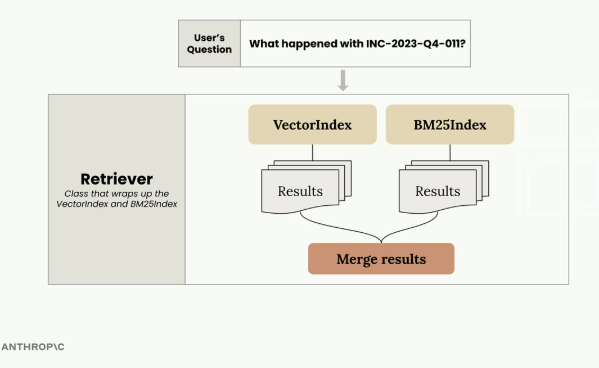 User's
Question
What happened with INC-2023-Q4-011?
VectorIndex
BM25Index
Retriever
Class that wraps up the
VectorIndex and BM25Index
Results
Results
Merge results
ANTHROP\C